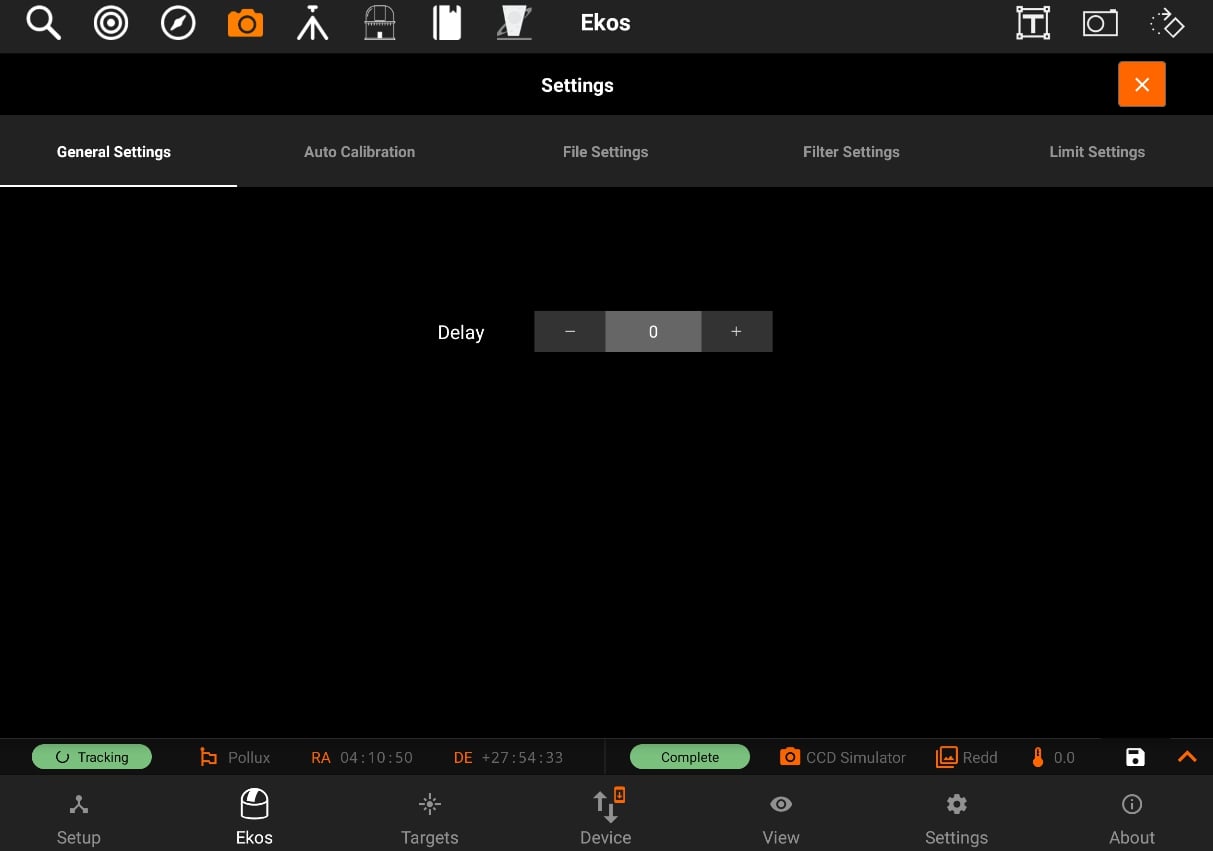 Ekos
Settings
General Settings Auto Calibration File Settings Filter Settings Limit Settings
Delay − 0 +
Tracking Pollux RA 04:10:50 DE +27:54:33 Complete CCD Simulator Redd 0.0
Setup Ekos Targets Device View Settings About